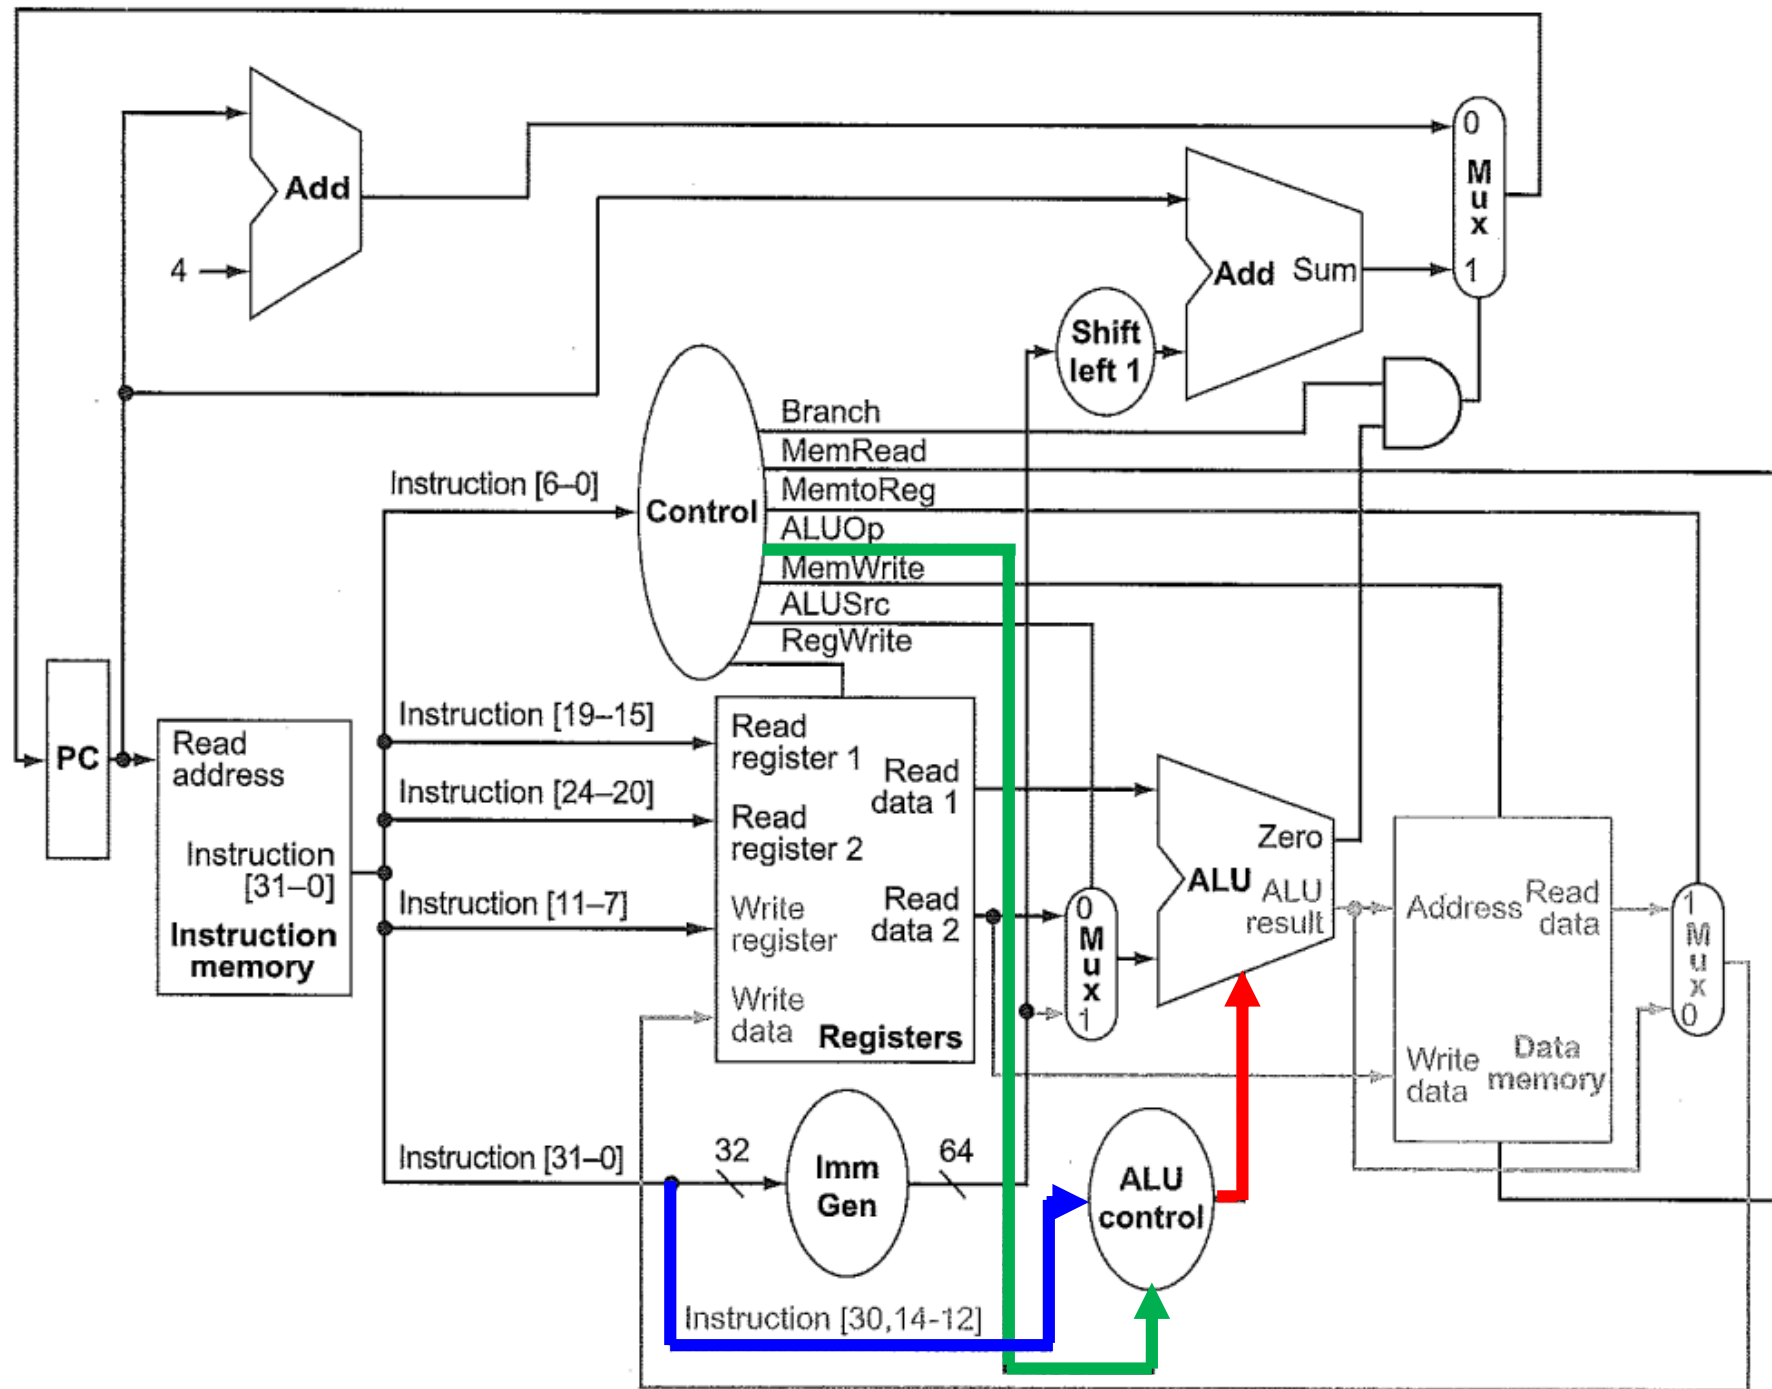 0
M
u
x
1
Add
4
Add
Sum
Shift
left 1
Branch
MemRead
MemtoReg
ALUOp
MemWrite
ALUSrc
RegWrite
Instruction [6–0]
Control
PC
Read
address
Instruction
[31–0]
Instruction
memory
Instruction [19–15]
Instruction [24–20]
Instruction [11–7]
Instruction [31–0]
Read
register 1
Read
register 2
Write
register
Write
data
Read
data 1
Read
data 2
Registers
0
M
u
x
1
Zero
ALU
ALU
result
Address
Read
data
Write
data
Data
memory
1
M
u
x
0
32
Imm
Gen
64
ALU
control
Instruction [30,14-12]